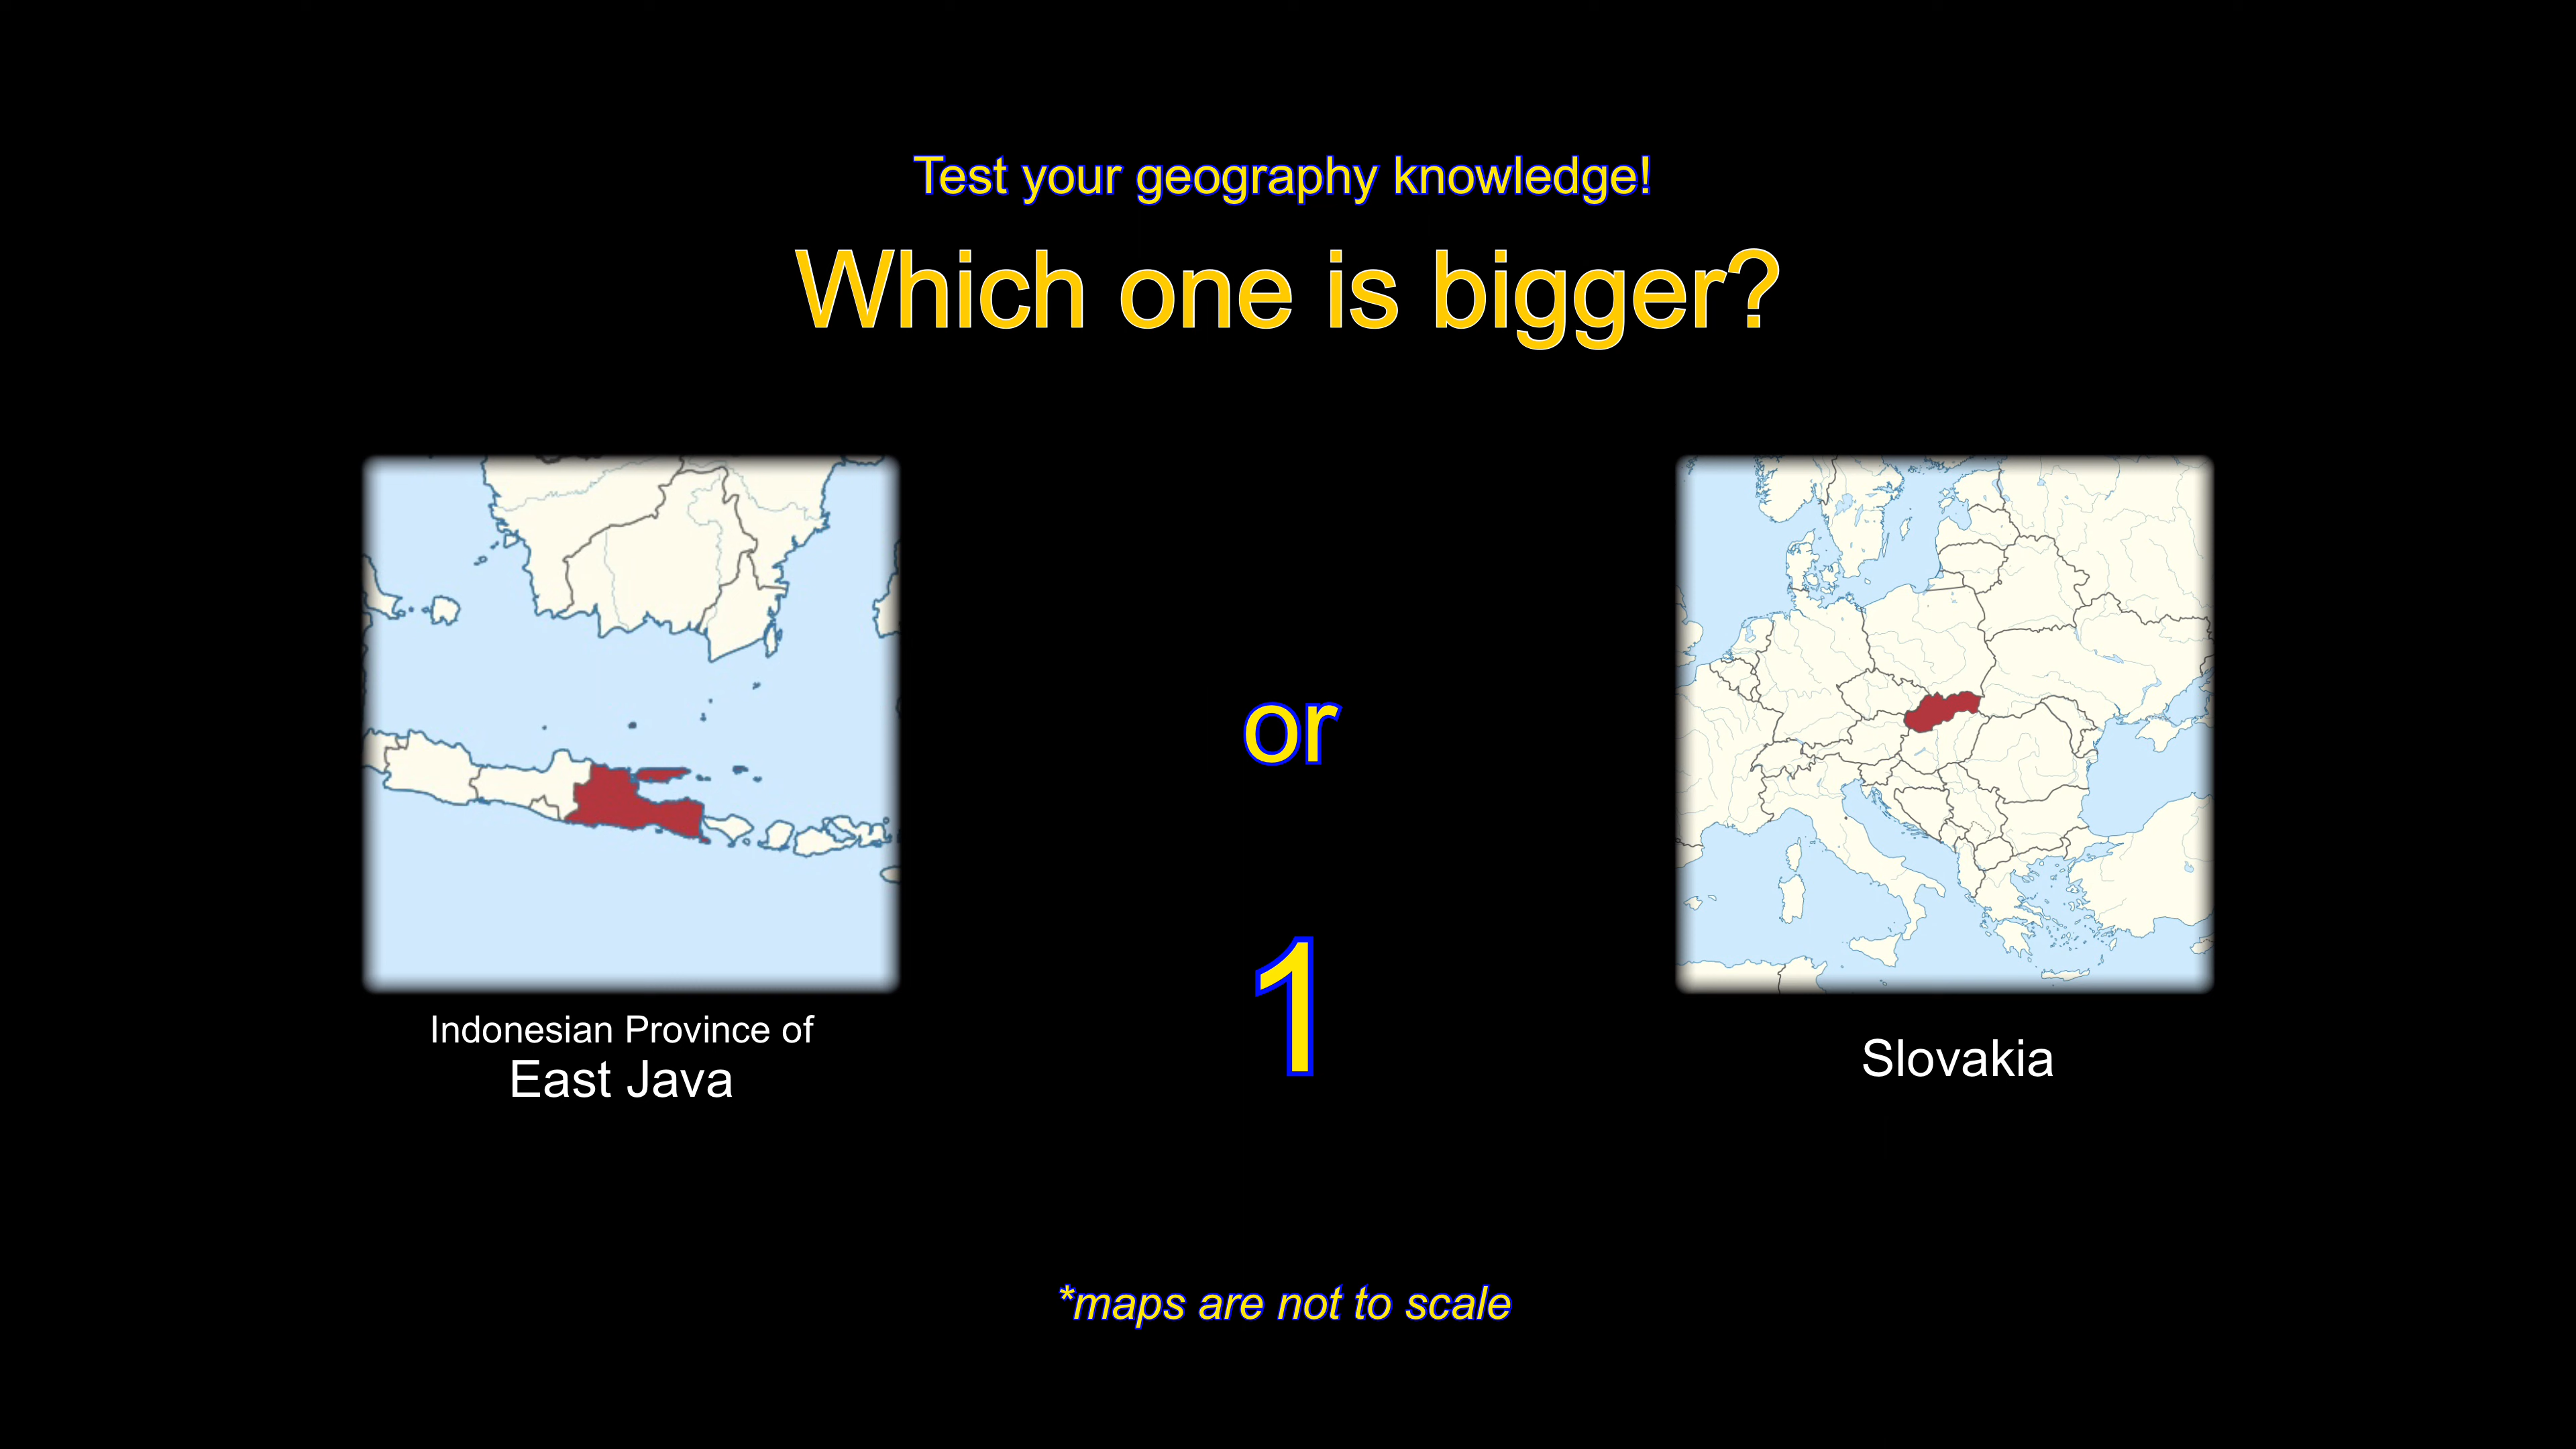 Test your geography knowledge!
Which one is bigger?
or
1
Indonesian Province of
East Java
Slovakia
*maps are not to scale